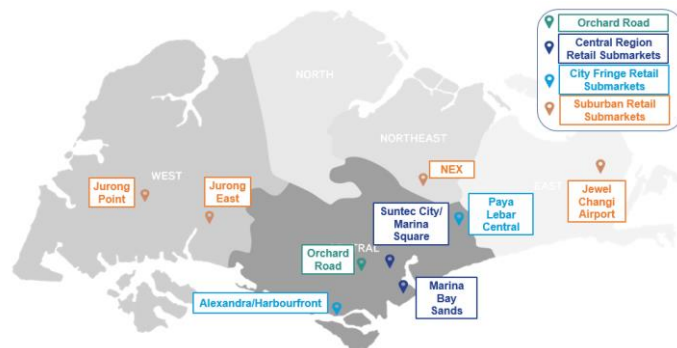 Orchard Road
Central Region
Retail Submarkets
City Fringe Retail
Submarkets
Suburban Retail
Submarkets
NORTH
NORTHEAST
WEST
NEX
EAST
Jurong
Point
Jurong
East
Jewel
Changi
Airport
Paya
Lebar
Central
Suntec City/
Marina
Square
Orchard
Road
Marina
Bay
Sands
Alexandra/Harbourfront